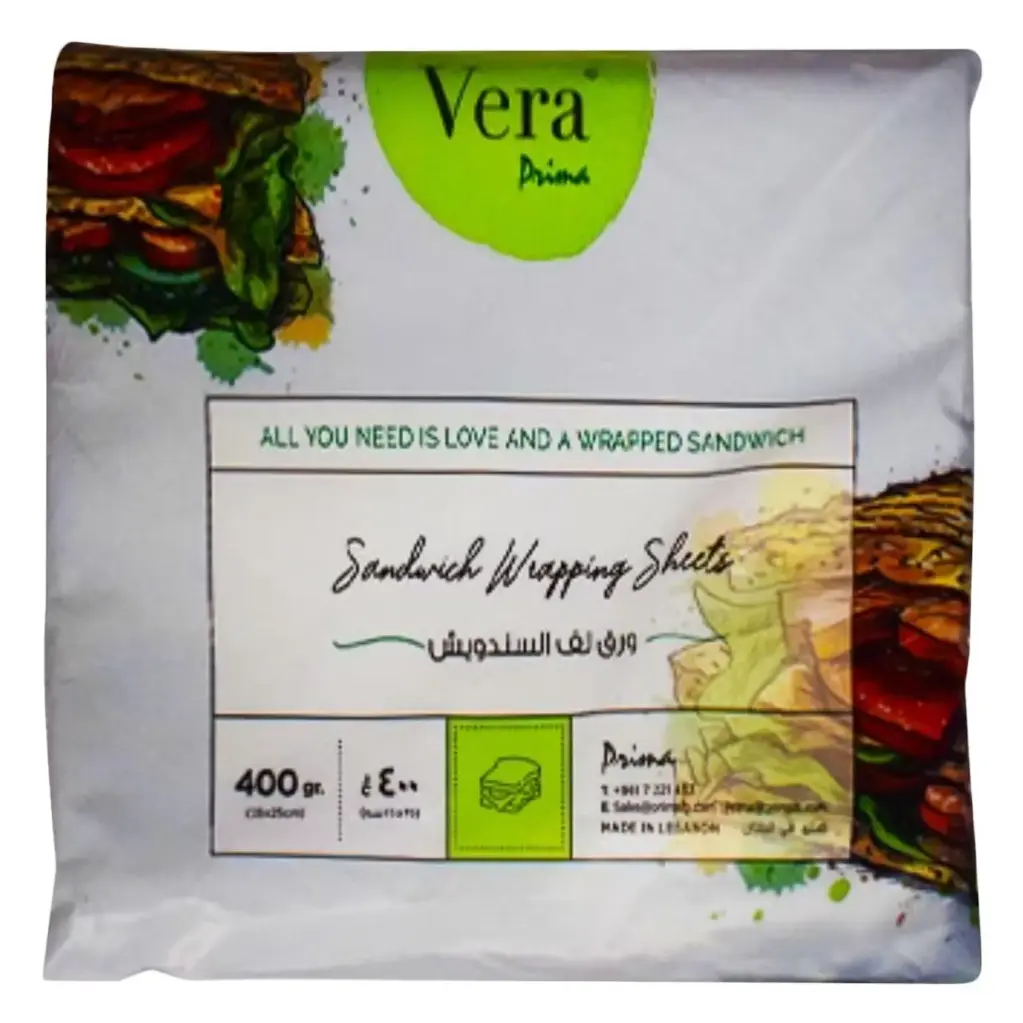 Vera
Prima
ALL YOU NEED IS LOVE AND A WRAPPED SANDWICH
Sandwich Wrapping Sheets
ورق لف السندويش
400 gr.
٤٠٠ غ
Prima
MADE IN LEBANON